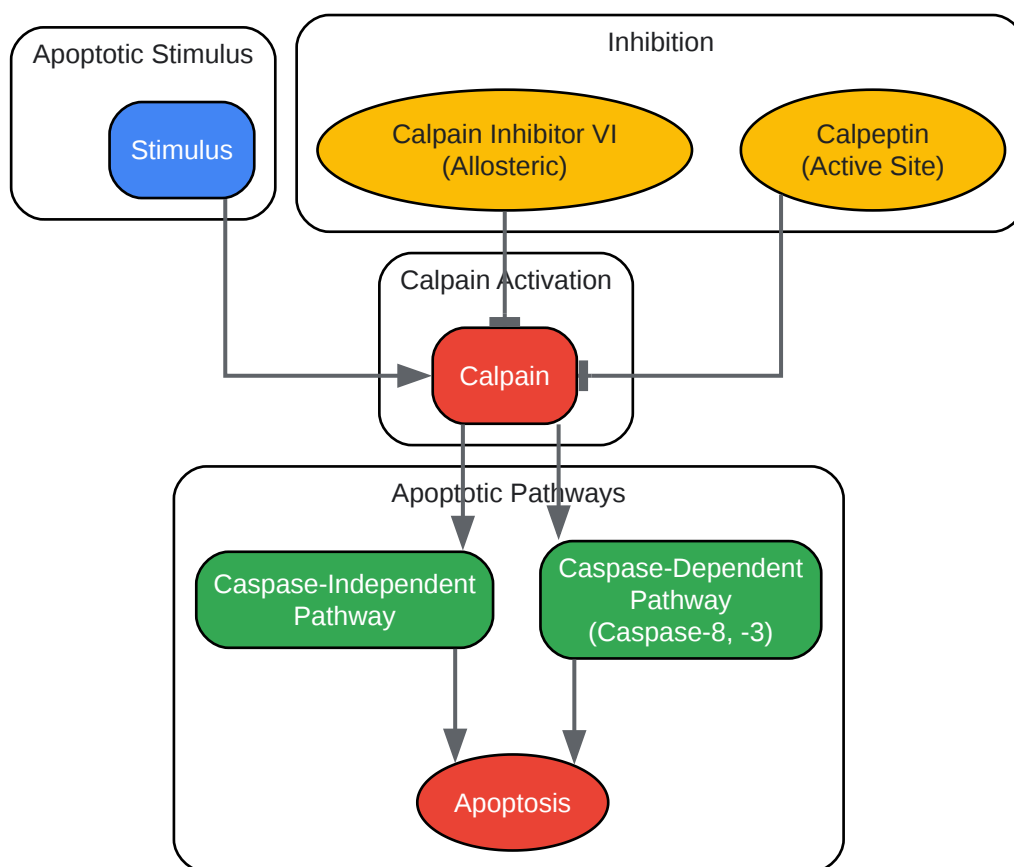 Apoptotic Stimulus
Stimulus
Inhibition
Calpain Inhibitor VI
(Allosteric)
Calpeptin
(Active Site)
Calpain Activation
Calpain
Apoptotic Pathways
Caspase-Independent
Pathway
Caspase-Dependent
Pathway
(Caspase-8, -3)
Apoptosis